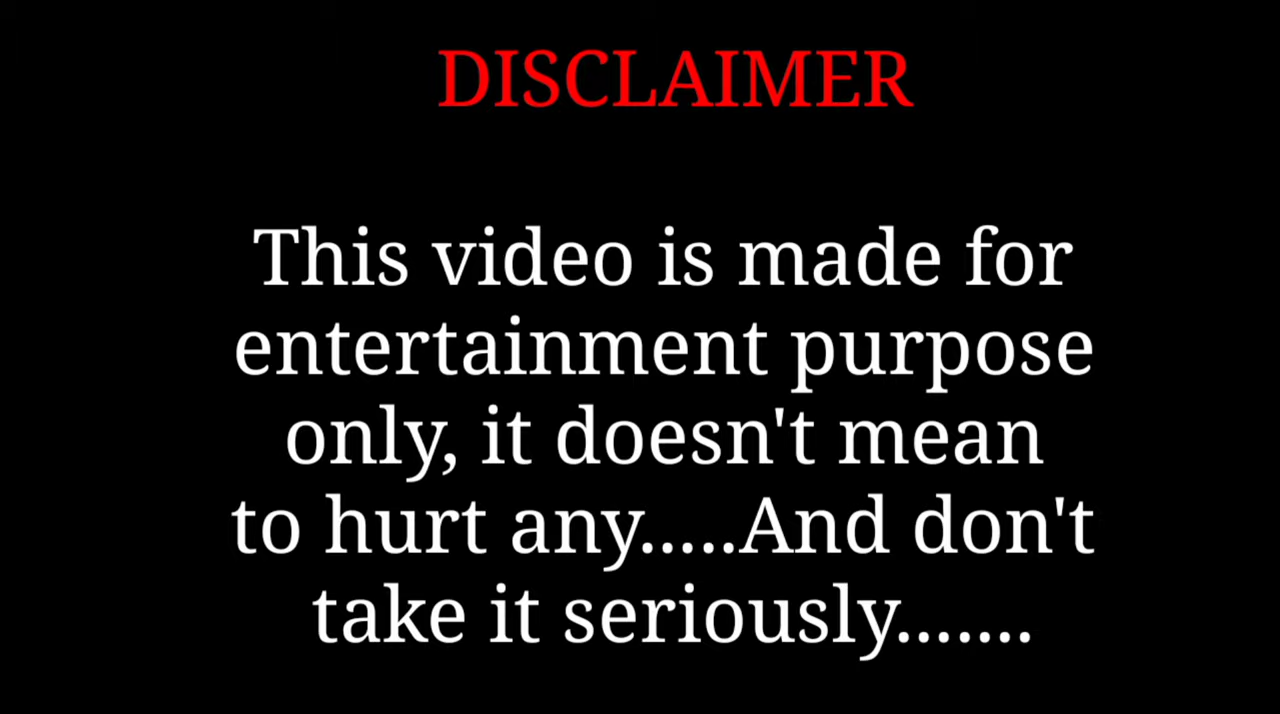 DISCLAIMER
This video is made for
entertainment purpose
only, it doesn't mean
to hurt any.....And don't
take it seriously.......